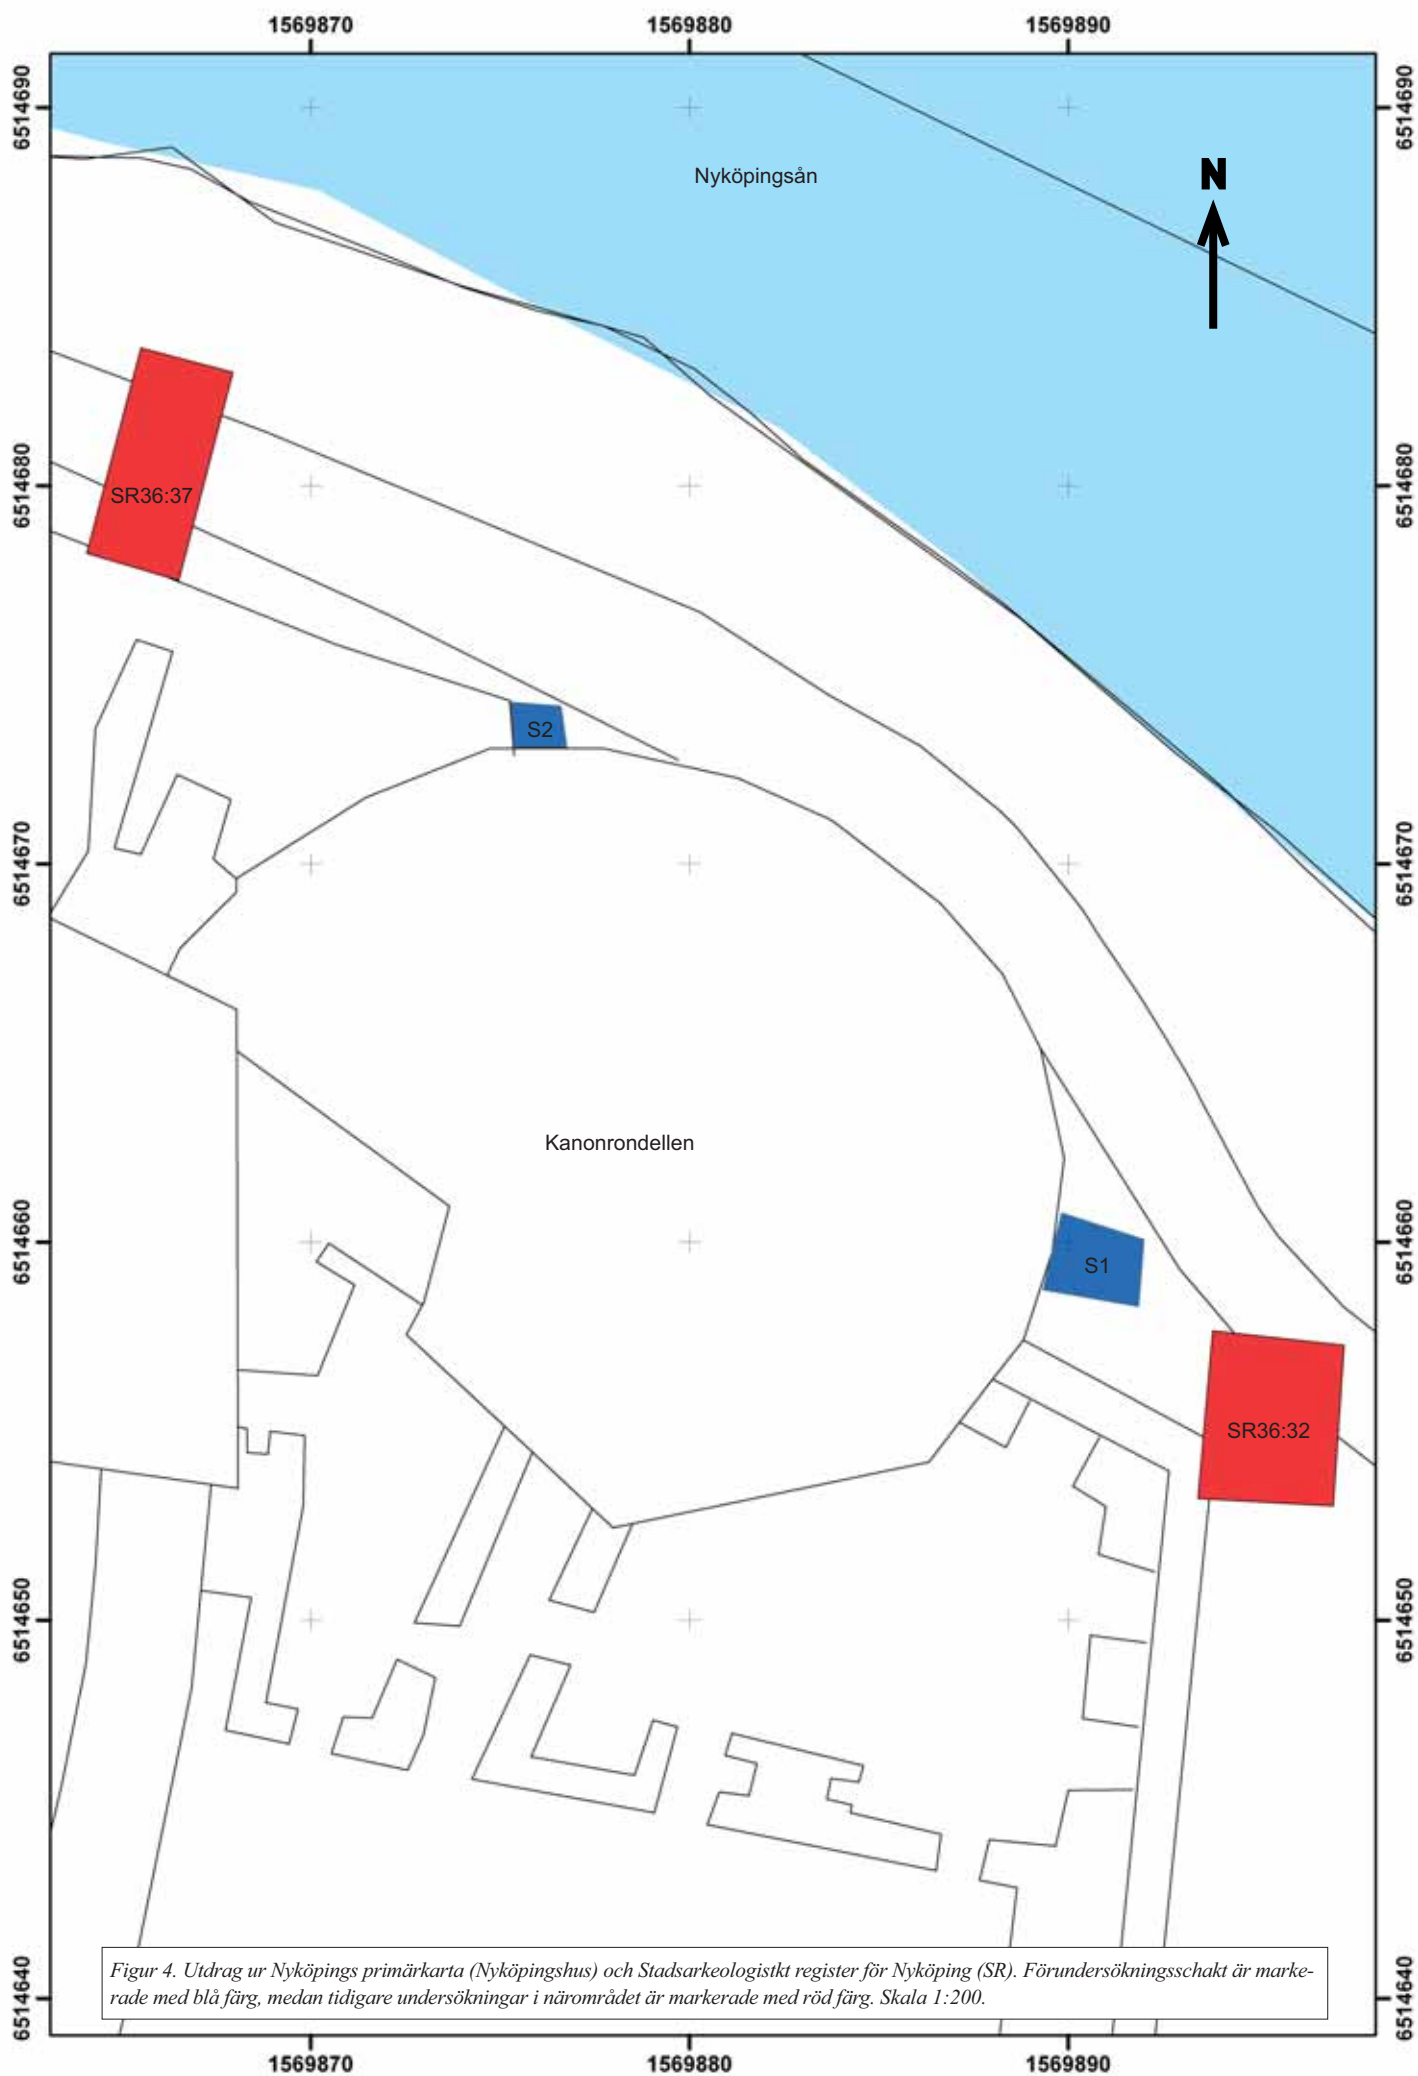 1569870 1569880 1569890
6514690 6514690
Nyköpingsån
N
6514680 6514680
SR36:37
S2
6514670 6514670
Kanonrondellen
6514660 6514660
S1
SR36:32
6514650 6514650
Figur 4. Utdrag ur Nyköpings primärkarta (Nyköpingshus) och Stadsarkeologistkt register för Nyköping (SR). Förundersökningsschakt är marke-
rade med blå färg, medan tidigare undersökningar i närområdet är markerade med röd färg. Skala 1:200.
6514640 6514640
1569870 1569880 1569890